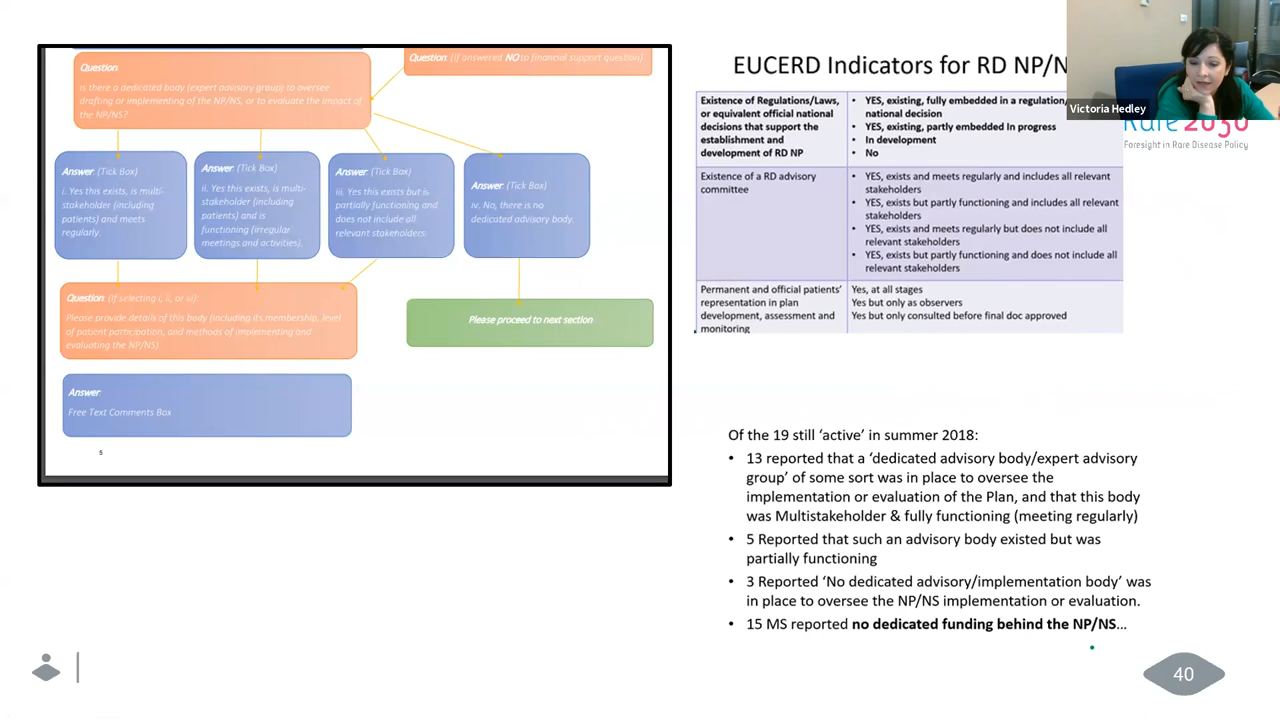 Question:
Is there a dedicated body (expert advisory group) to oversee
drafting or implementing of the NP/NS, or to evaluate the impact of
the NP/NS?
Question: (if answered NO to financial support question)
Answer: (Tick Box)
i. Yes this exists, is multi-
stakeholder (including
patients) and meets
regularly.
Answer: (Tick Box)
ii. Yes this exists, is multi-
stakeholder (including
patients) and is
functioning (irregular
meetings and activities).
Answer: (Tick Box)
iii. Yes this exists but is
partially functioning and
does not include all
relevant stakeholders.
Answer: (Tick Box)
iv. No, there is no
dedicated advisory body.
Question: (If selecting i, ii, or iii):
Please provide details of this body (including its membership, level
of patient participation, and methods of implementing and
evaluating the NP/NS)
Please proceed to next section
Answer:
Free Text Comments Box
5
EUCERD Indicators for RD NP/N
Existence of Regulations/Laws,
or equivalent official national
decisions that support the
establishment and
development of RD NP
• YES, existing, fully embedded in a regulation/
national decision
• YES, existing, partly embedded In progress
• In development
• No
Existence of a RD advisory
committee
• YES, exists and meets regularly and includes all relevant
stakeholders
• YES, exists but partly functioning and includes all relevant
stakeholders
• YES, exists and meets regularly but does not include all
relevant stakeholders
• YES, exists but partly functioning and does not include all
relevant stakeholders
Permanent and official patients'
representation in plan
development, assessment and
monitoring
Yes, at all stages
Yes but only as observers
Yes but only consulted before final doc approved
Victoria Hedley
Rare 2030
Foresight in Rare Disease Policy
Of the 19 still ‘active’ in summer 2018:
• 13 reported that a ‘dedicated advisory body/expert advisory
group’ of some sort was in place to oversee the
implementation or evaluation of the Plan, and that this body
was Multistakeholder & fully functioning (meeting regularly)
• 5 Reported that such an advisory body existed but was
partially functioning
• 3 Reported ‘No dedicated advisory/implementation body’ was
in place to oversee the NP/NS implementation or evaluation.
• 15 MS reported no dedicated funding behind the NP/NS…
40